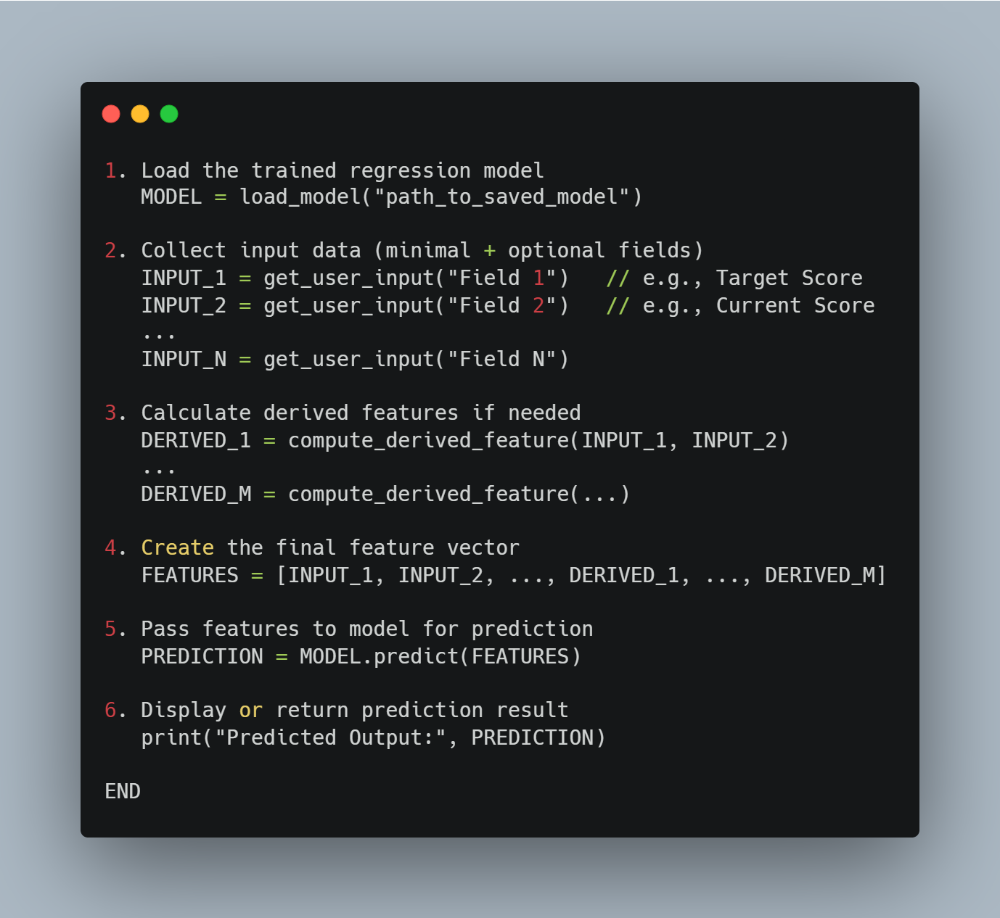 1. Load the trained regression model
   MODEL = load_model("path_to_saved_model")

2. Collect input data (minimal + optional fields)
   INPUT_1 = get_user_input("Field 1")   // e.g., Target Score
   INPUT_2 = get_user_input("Field 2")   // e.g., Current Score
   ...
   INPUT_N = get_user_input("Field N")

3. Calculate derived features if needed
   DERIVED_1 = compute_derived_feature(INPUT_1, INPUT_2)
   ...
   DERIVED_M = compute_derived_feature(...)

4. Create the final feature vector
   FEATURES = [INPUT_1, INPUT_2, ..., DERIVED_1, ..., DERIVED_M]

5. Pass features to model for prediction
   PREDICTION = MODEL.predict(FEATURES)

6. Display or return prediction result
   print("Predicted Output:", PREDICTION)

END